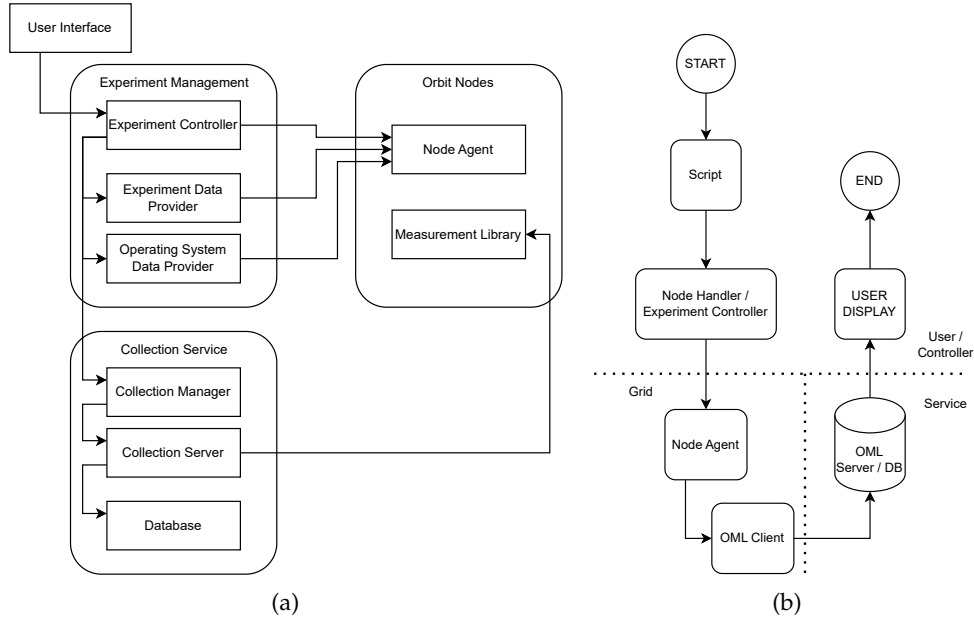 User Interface
Experiment Management
Experiment Controller
Experiment Data
Provider
Operating System
Data Provider
Orbit Nodes
Node Agent
Measurement Library
Collection Service
Collection Manager
Collection Server
Database
(a)
START
Script
Node Handler /
Experiment Controller
END
USER
DISPLAY
User /
Controller
Grid
Service
Node Agent
OML Client
OML
Server / DB
(b)